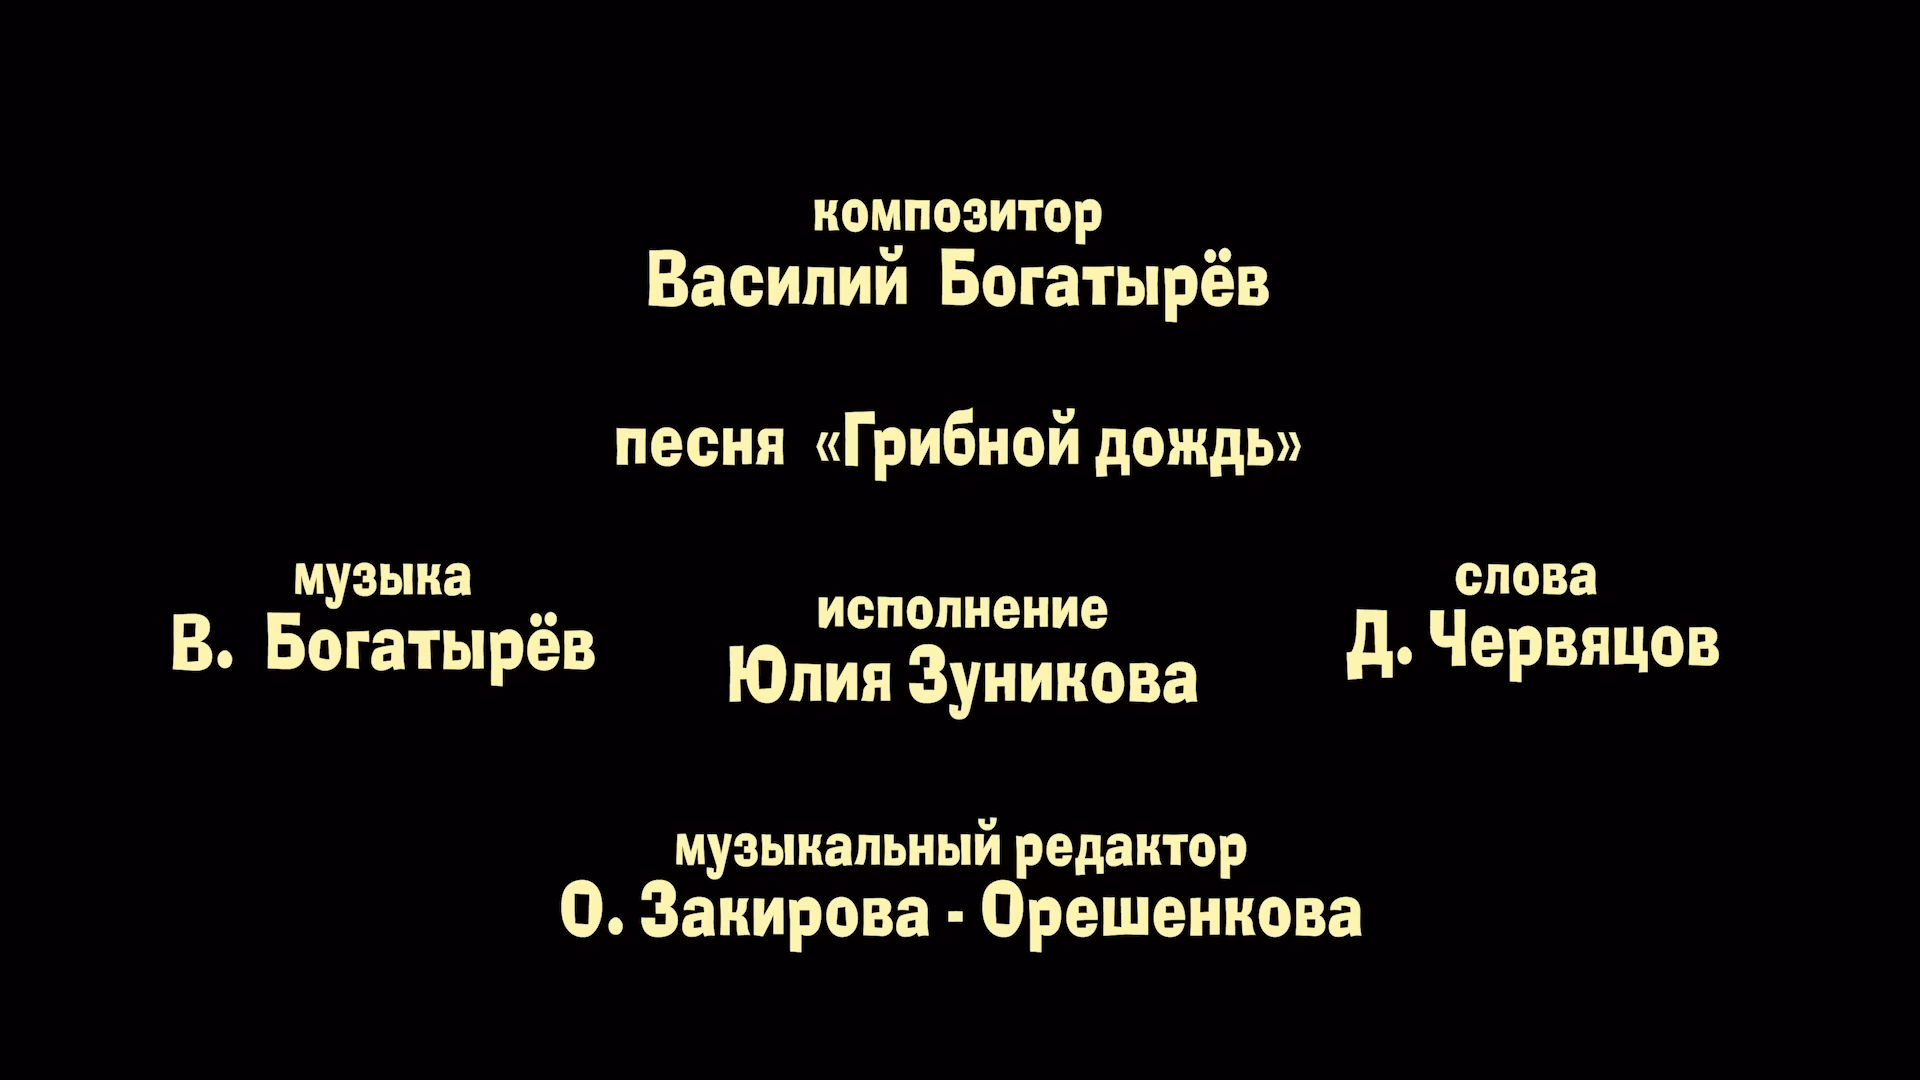 композитор
Василий Богатырёв
песня «Грибной дождь»
музыка
В. Богатырёв
исполнение
Юлия Зуникова
слова
Д. Червяцов
музыкальный редактор
О. Закирова - Орешенкова